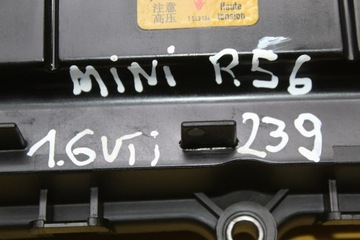 注意 Haute
高压 tension
MINI R56
1.6VTi 239